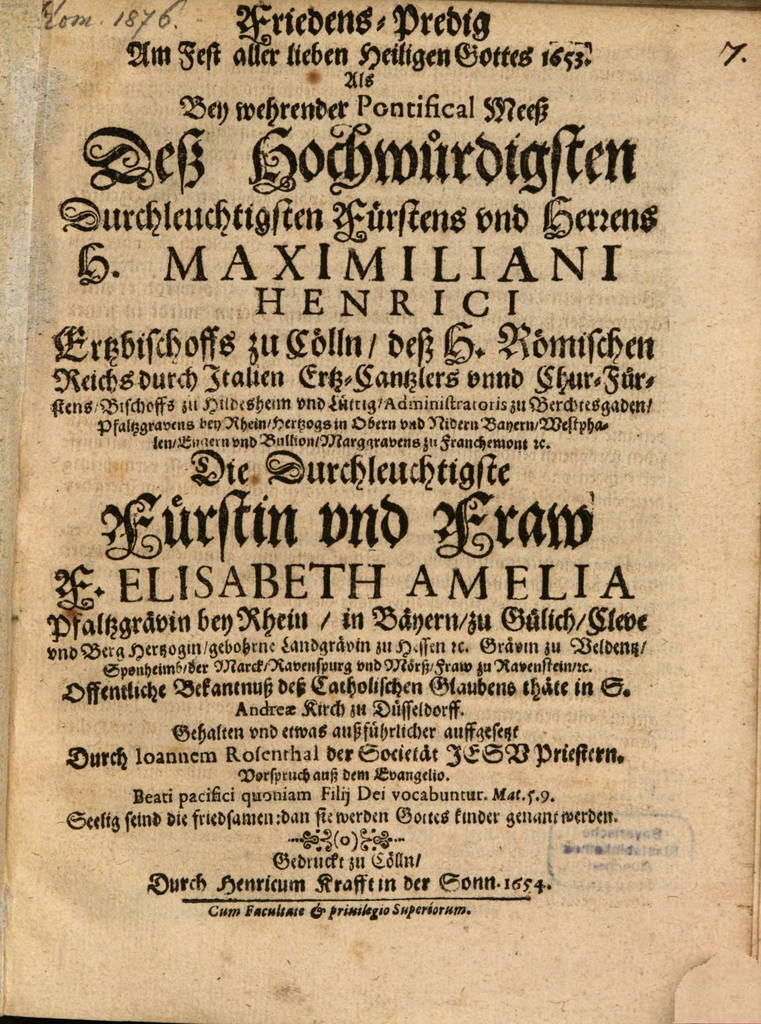 Hom. 1876.
7.
Friedens-Predig
Am Fest aller lieben Heiligen Gottes 1653.
Als
Bey wehrender Pontifical Meeß
Deß Hochwürdigsten
Durchleuchtigsten Fürstens vnd Herrens
H. MAXIMILIANI
HENRICI
Ertzbischoffs zu Cölln / deß H. Römischen
Reichs durch Italien Ertz-Cantzlers vnnd Chur-Für-
stens/Bischoffs zu Hildesheim vnd Lüttig/Administratoris zu Berchtesgaden/
Pfaltzgravens bey Rhein/Hertzogs in Obern vnd Nidern Bayern/Westpha-
len/Engern vnd Bullion/Marggravens zu Franchemont ꝛc.
Die Durchleuchtigste
Fürstin vnd Fraw
F. ELISABETH AMELIA
Pfaltzgrävin bey Rhein / in Bäyern/zu Gülich/Cleve
vnd Berg Hertzogin/gebohrne Landgrävin zu Hessen ꝛc. Grävin zu Veldentz/
Sponheimb/der Marck/Ravenspurg vnd Mörß/Fraw zu Ravenstein/ꝛc.
Offentliche Bekantnuß deß Catholischen Glaubens thäte in S.
Andreæ Kirch zu Düsseldorff.
Gehalten vnd etwas außführlicher auffgesetzt
Durch Ioannem Rosenthal der Societät JESV Priestern.
Vorspruch auß dem Evangelio.
Beati pacifici quoniam Filij Dei vocabuntur. Mat. 5. 9.
Seelig seind die friedsamen: dan sie werden Gottes kinder genant werden.
Gedruckt zu Cölln/
Durch Henricum Krafft in der Sonn. 1654.
Cum Facultate & priuilegio Superiorum.